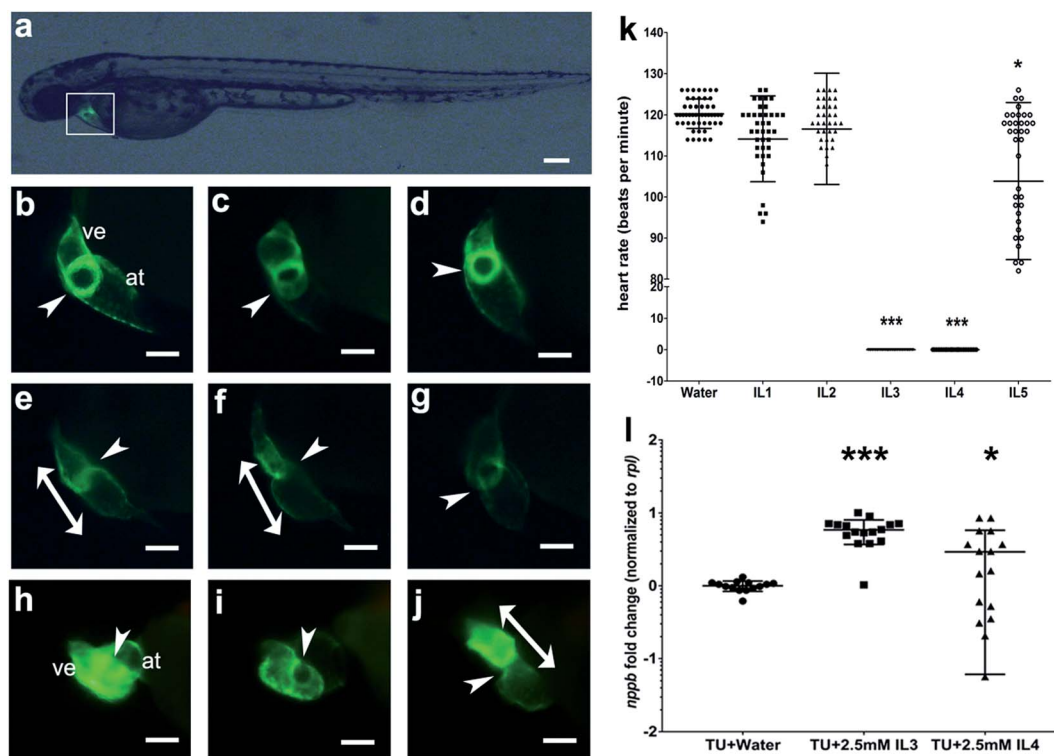 a
b
ve
at
c
d
e
f
g
h
ve
at
i
j
k
heart rate (beats per minute)
130
120
110
100
90
80
20
10
0
-10
***
***
*
Water IL1 IL2 IL3 IL4 IL5
l
nppb fold change (normalized to rpl)
2
1
0
-1
-2
***
*
TU+Water TU+2.5mM IL3 TU+2.5mM IL4